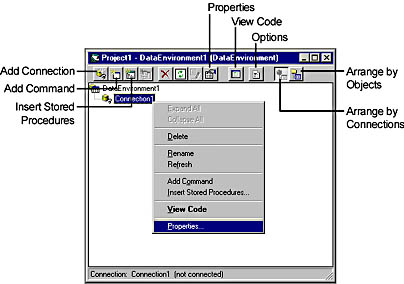 Properties
View Code
Options
Project1 - DataEnvironment1 (DataEnvironment)
Add Connection
Arrange by
Objects
Add Command
DataEnvironment1
Insert Stored
Procedures
Connection1
Arrange by
Connections
Expand All
Collapse All
Delete
Rename
Refresh
Add Command
Insert Stored Procedures...
View Code
Properties...
Connection: Connection1 (not connected)